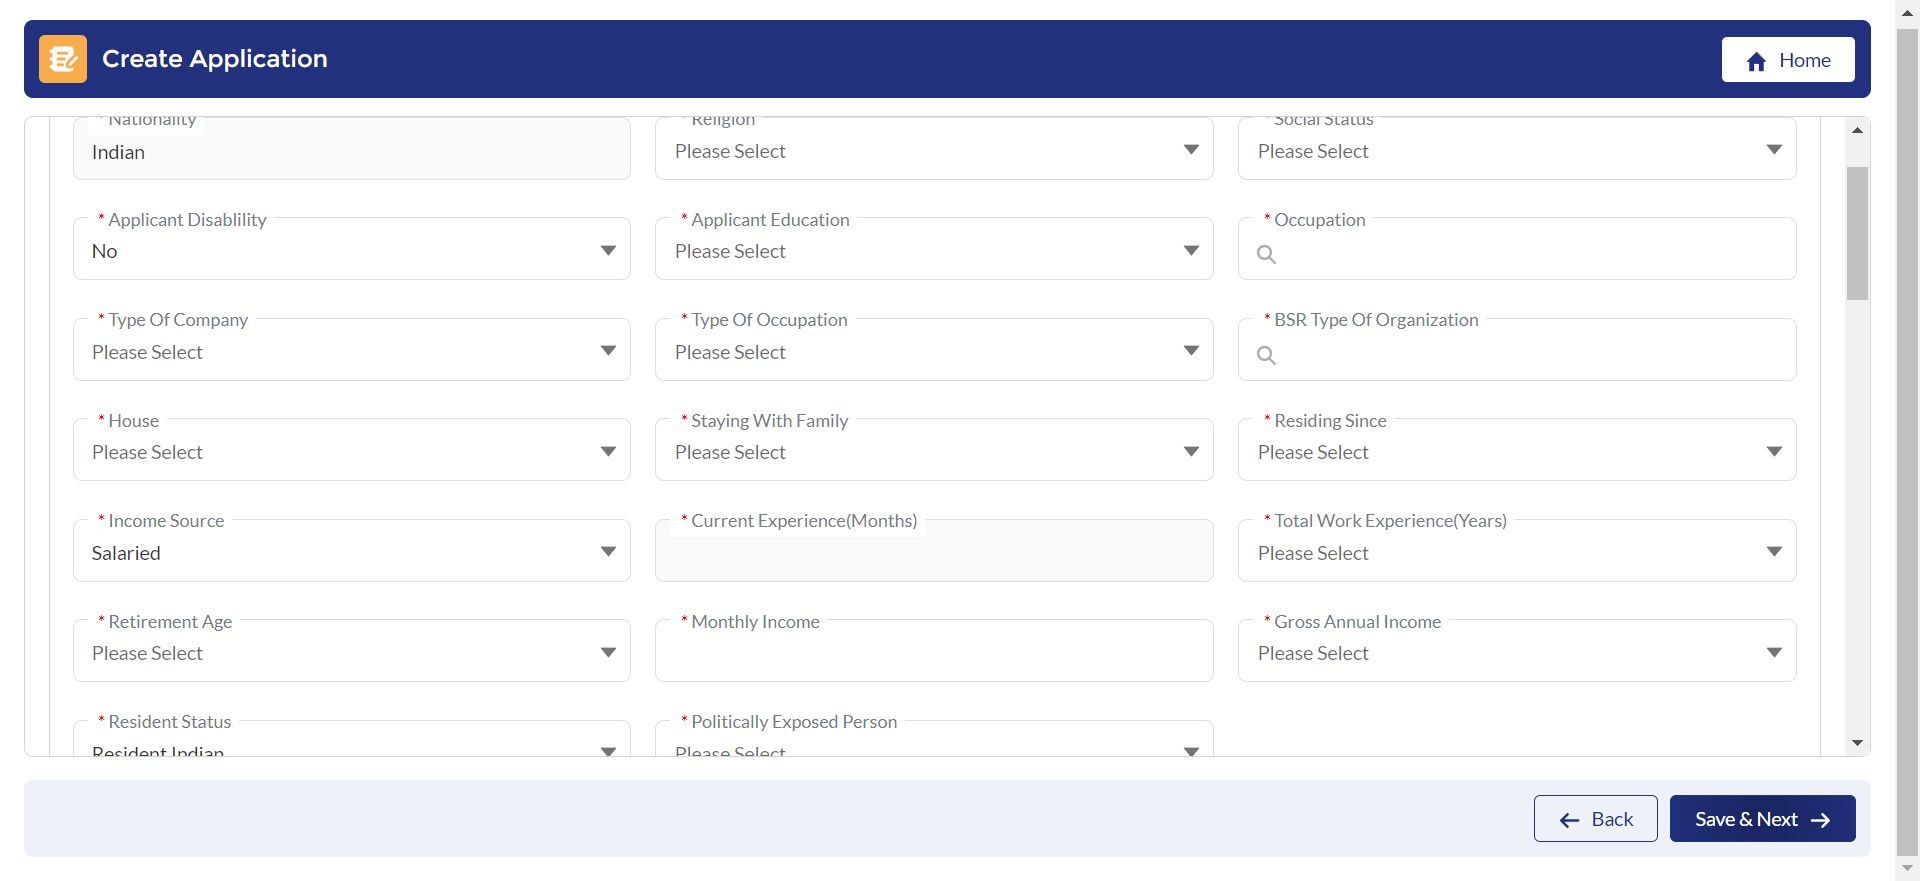 Create Application
Home
* Nationality
* Religion
* Social Status
Indian
Please Select
Please Select
* Applicant Disablility
* Applicant Education
* Occupation
No
Please Select
* Type Of Company
* Type Of Occupation
* BSR Type Of Organization
Please Select
Please Select
* House
* Staying With Family
* Residing Since
Please Select
Please Select
Please Select
* Income Source
* Current Experience(Months)
* Total Work Experience(Years)
Salaried
Please Select
* Retirement Age
* Monthly Income
* Gross Annual Income
Please Select
Please Select
* Resident Status
* Politically Exposed Person
Resident Indian
Please Select
Back
Save & Next